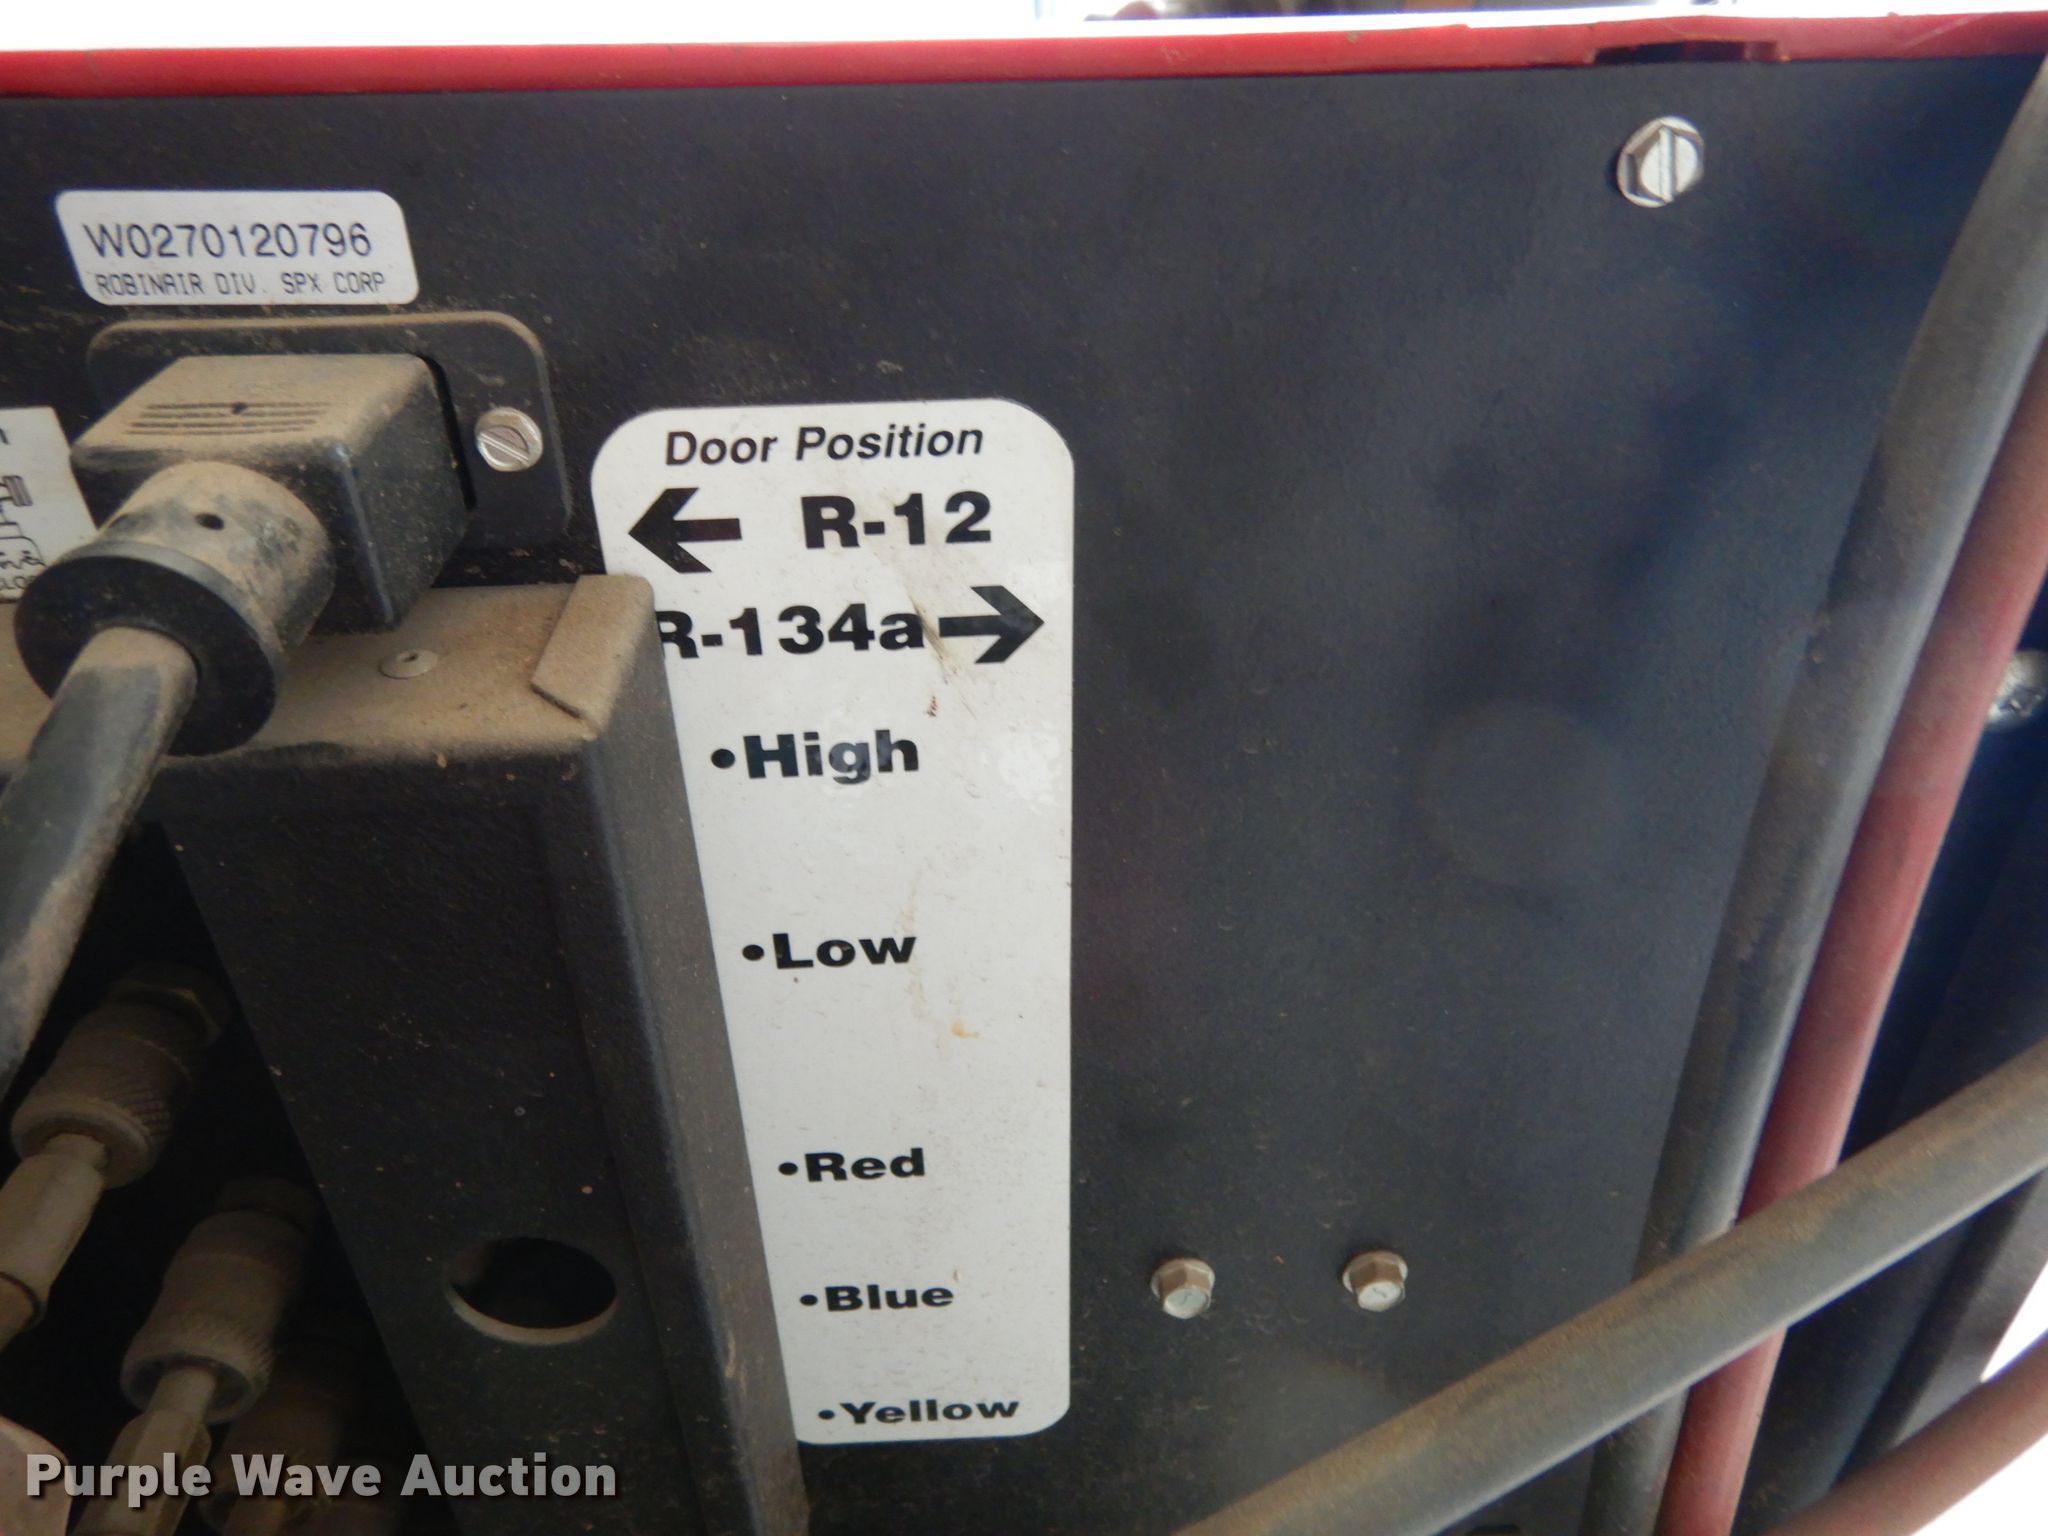 W0270120796
ROBINAIR DIV. SPX CORP
Door Position
← R-12
R-134a →
•High
•Low
•Red
•Blue
•Yellow
Purple Wave Auction